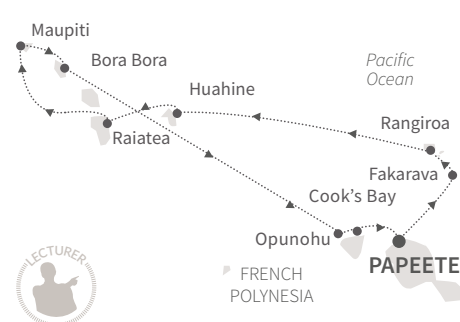 Maupiti
Bora Bora
Pacific
Ocean
Huahine
Rangiroa
Raiatea
Fakarava
Cook's Bay
Opunohu
PAPEETE
FRENCH
POLYNESIA
LECTURER